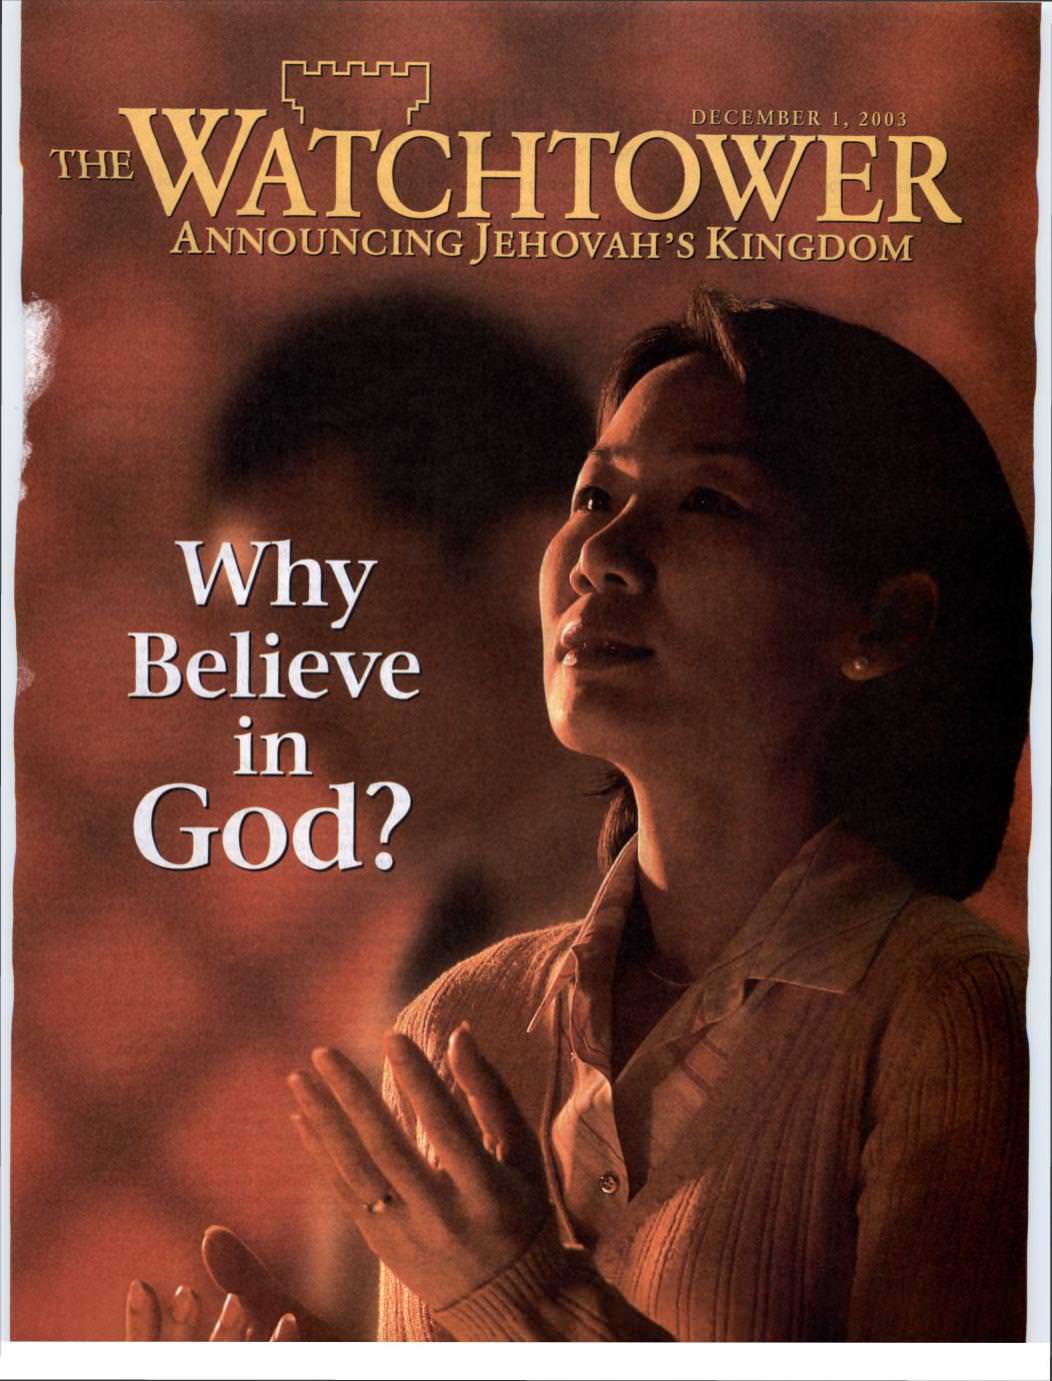 DECEMBER 1, 2003
THE WATCHTOWER
ANNOUNCING JEHOVAH'S KINGDOM
Why
Believe
in
God?